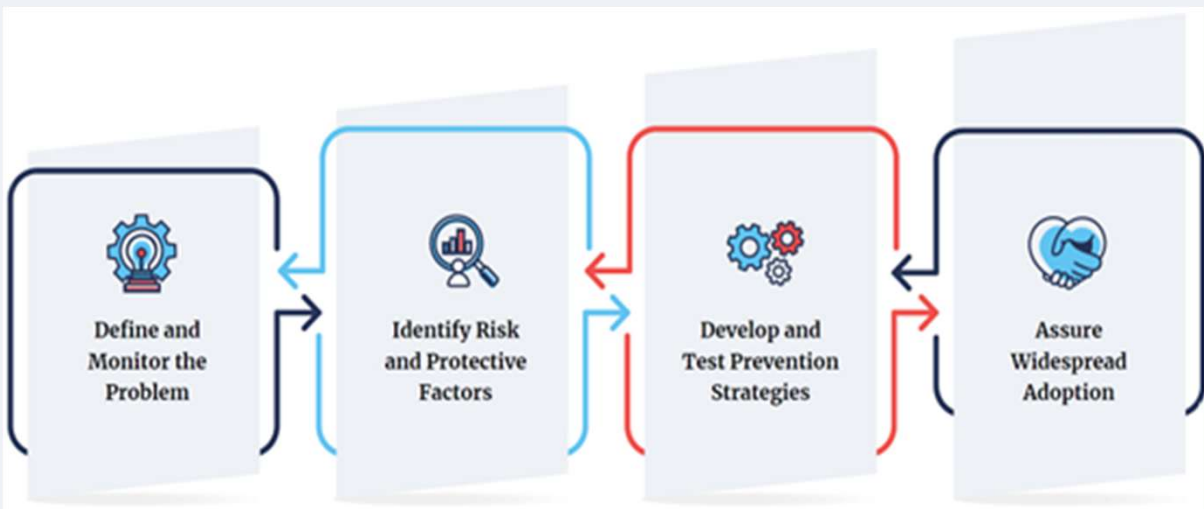 Define and
Monitor the
Problem
Identify Risk
and Protective
Factors
Develop and
Test Prevention
Strategies
Assure
Widespread
Adoption